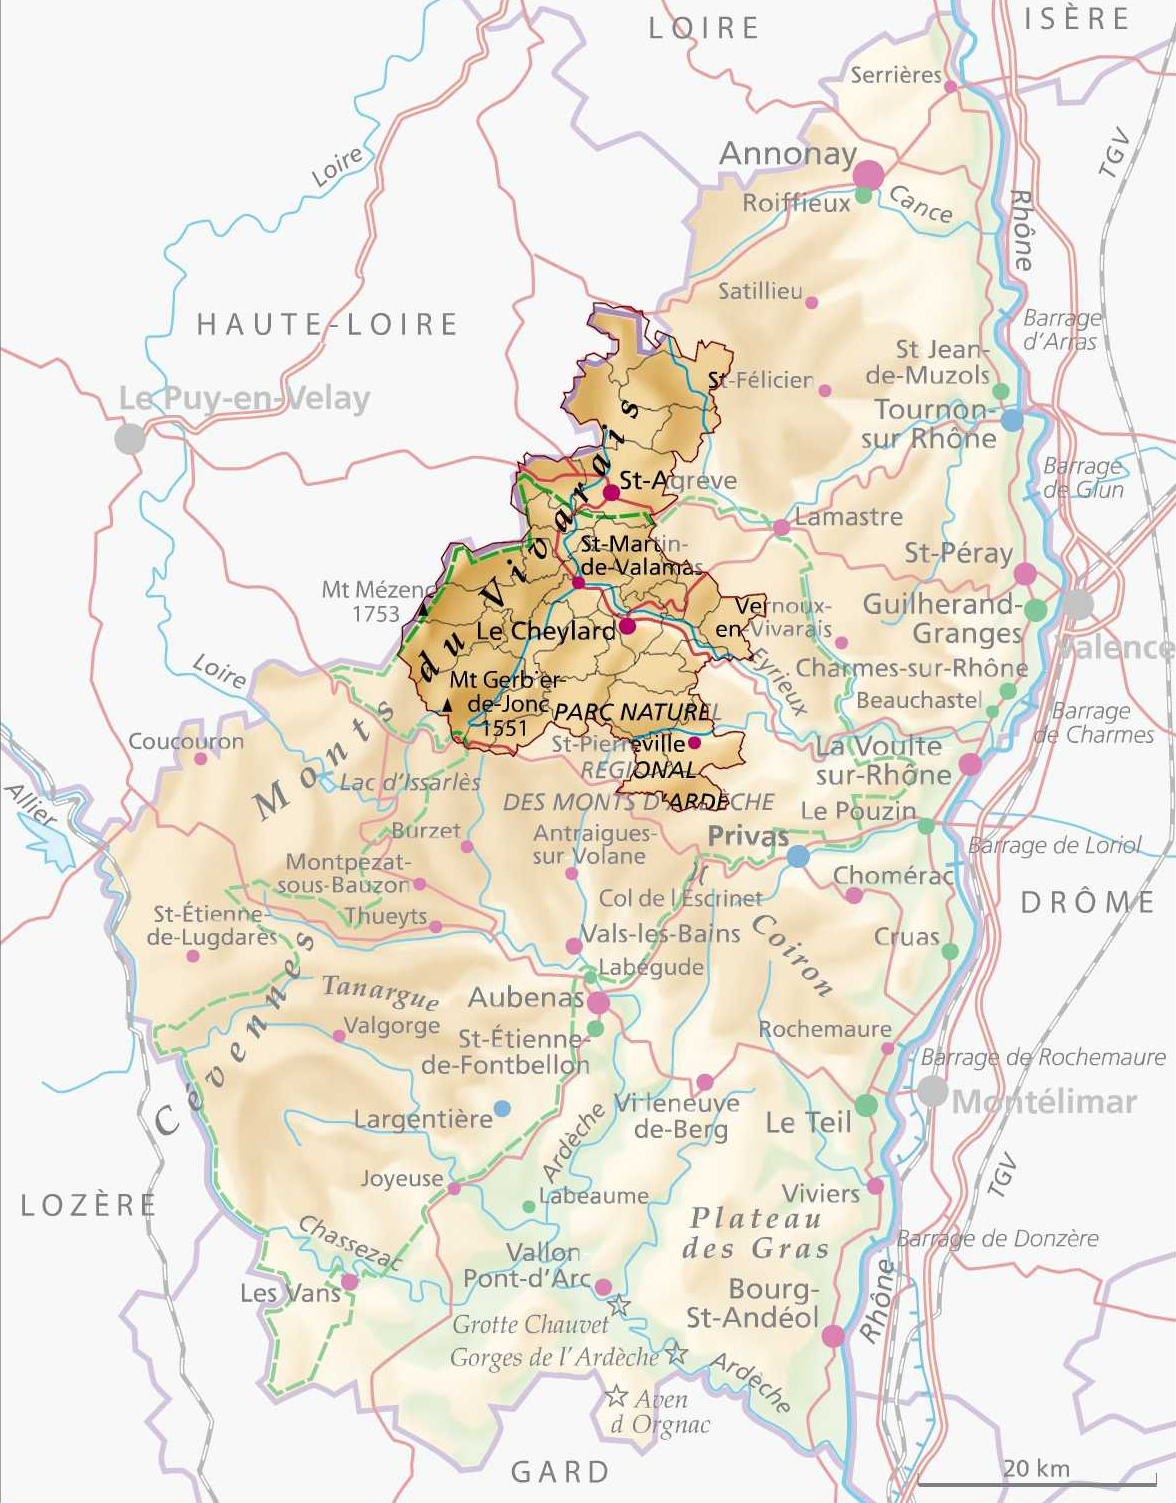 LOIRE
ISÈRE
Serrières
TGV
Annonay
Loire
Roiffieux
Cance
Rhône
Satillieu
HAUTE-LOIRE
Barrage
d'Arras
St Jean-
de-Muzols
St-Félicien
Le Puy-en-Velay
Tournon-
sur Rhône
Barrage
de Glun
St-Agrève
Lamastre
St-Martin-
de-Valamas
St-Péray
Mt Mézenc
1753
Vernoux-
en-Vivarais
Guilherand-
Granges
Le Cheylard
Valence
Eyrieux
Charmes-sur-Rhône
Loire
Mt Gerbier-
de-Jonc
1551
Beauchastel
PARC NATUREL
Barrage
de Charmes
Monts du Vivarais
Coucouron
St-Pierreville
La Voulte
sur-Rhône
RÉGIONAL
Lac d'Issarlès
Allier
DES MONTS D'ARDÈCHE
Le Pouzin
Burzet
Antraigues-
sur Volane
Privas
Barrage de Loriol
Montpezat-
sous-Bauzon
Chomérac
Col de l'Escrinet
DRÔME
St-Étienne-
de-Lugdarès
Thueyts
Vals-les-Bains
Coiron
Cruas
Labégude
Tanargue
Aubenas
Valgorge
St-Étienne-
de-Fontbellon
Rochemaure
Barrage de Rochemaure
Cévennes
Largentière
Villeneuve
de-Berg
Le Teil
Montélimar
Ardèche
Joyeuse
TGV
LOZÈRE
Labeaume
Viviers
Plateau
des Gras
Chassezac
Barrage de Donzère
Vallon
Pont-d'Arc
Les Vans
Bourg-
St-Andéol
Rhône
Grotte Chauvet
Gorges de l'Ardèche
Ardèche
Aven
d Orgnac
GARD
20 km